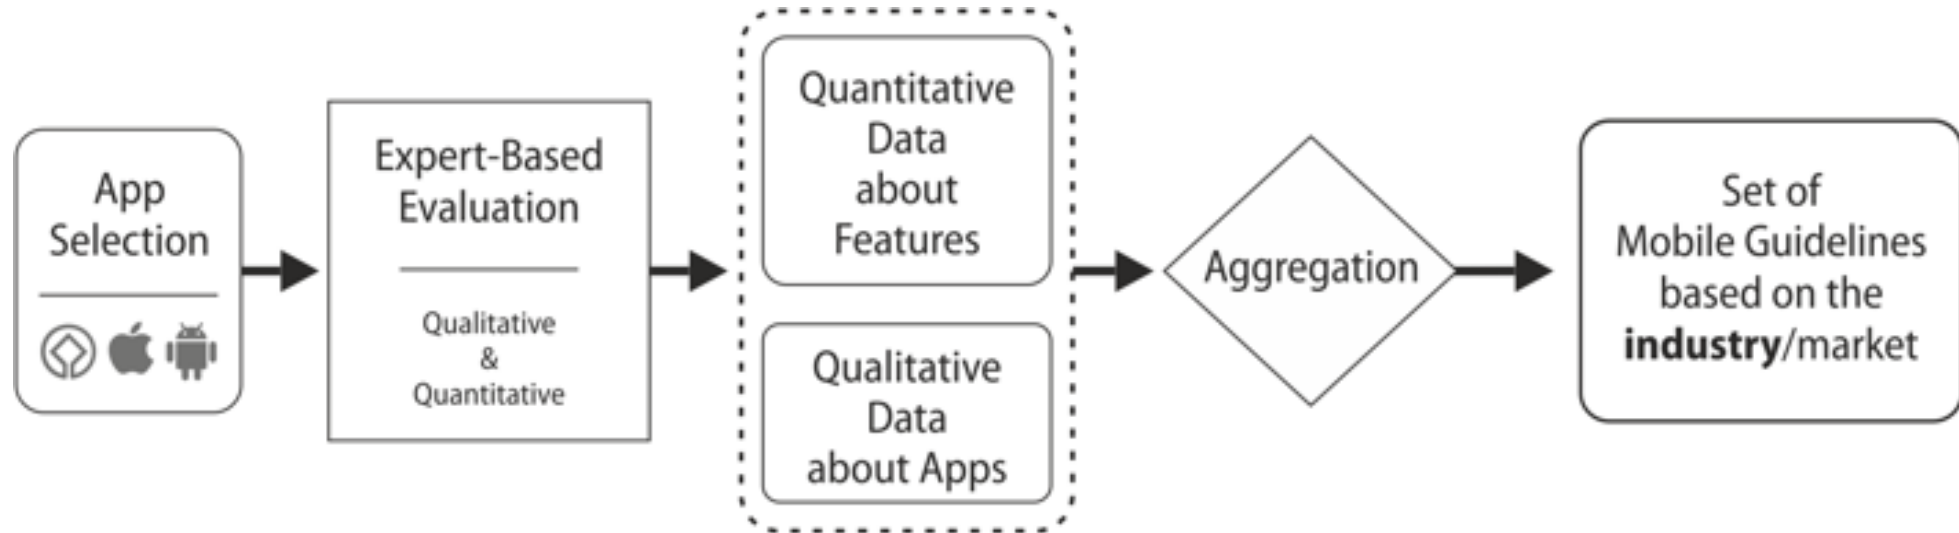 App
Selection
Expert-Based
Evaluation
Qualitative
&
Quantitative
Quantitative
Data
about
Features
Qualitative
Data
about Apps
Aggregation
Set of
Mobile Guidelines
based on the
industry/market